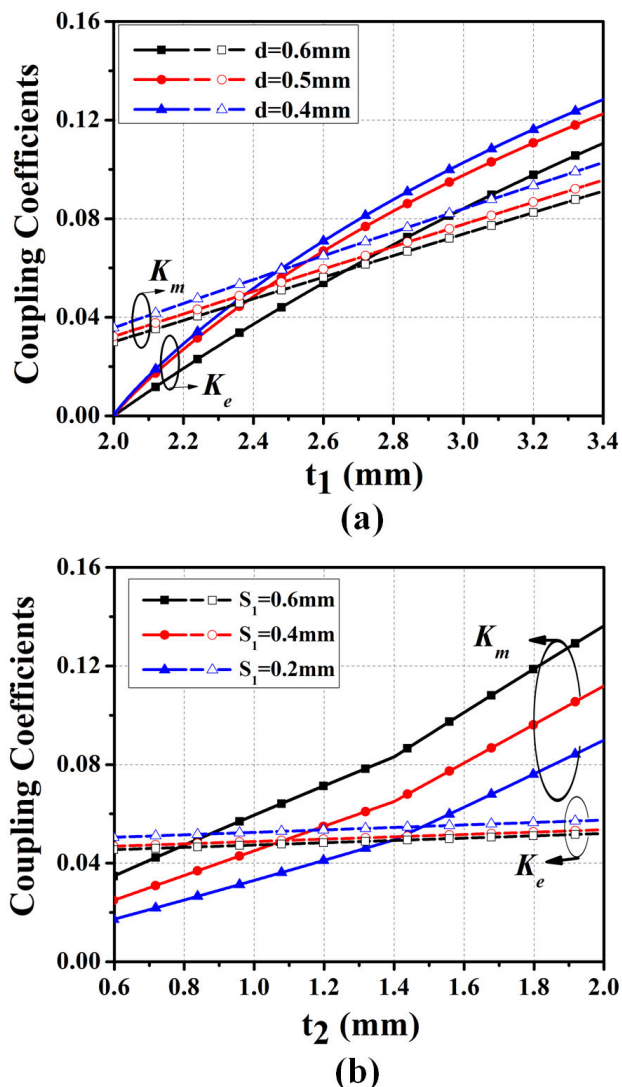 0.16
0.12
0.08
0.04
0.00
Coupling Coefficients
d=0.6mm
d=0.5mm
d=0.4mm
Km
Ke
2.0 2.2 2.4 2.6 2.8 3.0 3.2 3.4
t1 (mm)
(a)
0.16
0.12
0.08
0.04
0.00
Coupling Coefficients
S1=0.6mm
S1=0.4mm
S1=0.2mm
Km
Ke
0.6 0.8 1.0 1.2 1.4 1.6 1.8 2.0
t2 (mm)
(b)